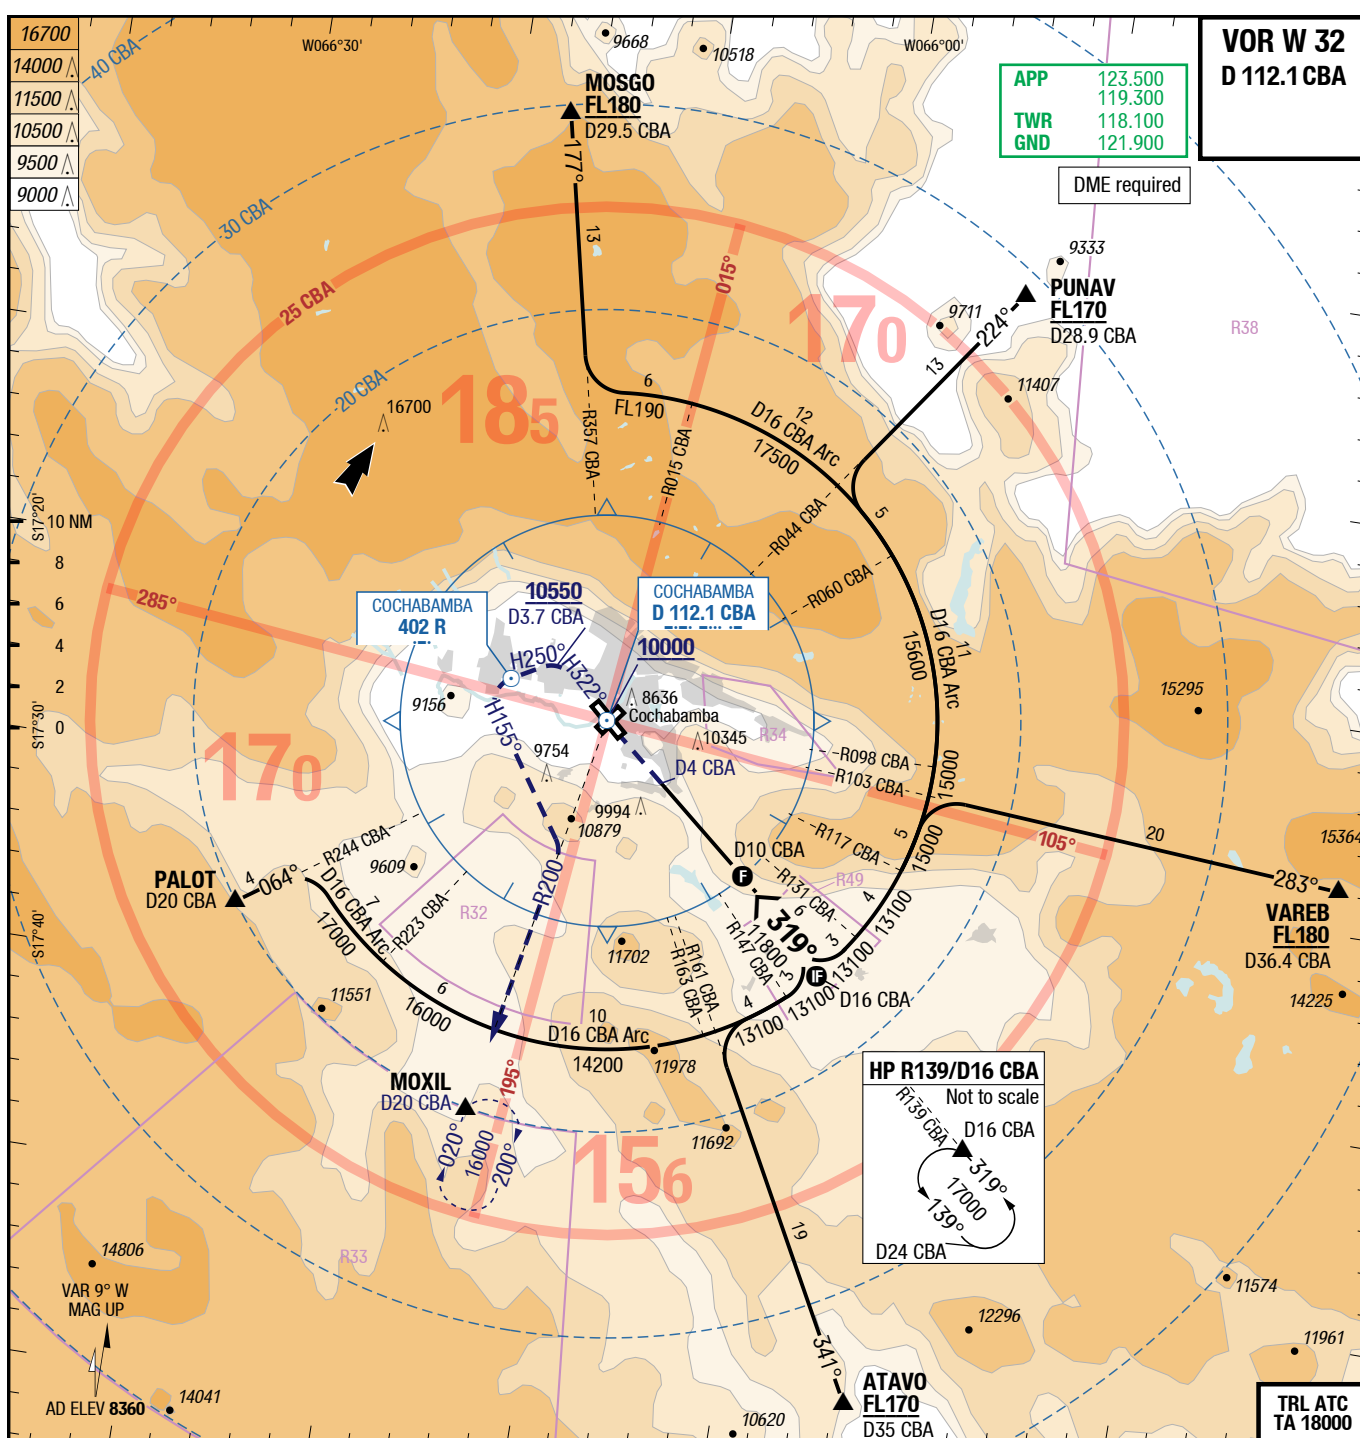 16700
14000
11500
10500
9500
9000
W066°30'
W066°00'
VOR W 32
D 112.1 CBA
APP 123.500
119.300
TWR 118.100
GND 121.900
DME required
40 CBA
30 CBA
25 CBA
20 CBA
9668
10518
MOSGO
FL180
D29.5 CBA
177°
13
015°
170
9333
PUNAV
FL170
D28.9 CBA
224°
9711
13
11407
R38
185
16700
6
FL190
R357 CBA
R015 CBA
12
D16 CBA Arc
17500
5
R044 CBA
R060 CBA
S17°20'
10 NM
8
6
4
2
0
S17°30'
285°
COCHABAMBA
402 R
10550
D3.7 CBA
COCHABAMBA
D 112.1 CBA
10000
H250°
H322°
H155°
9156
8636
Cochabamba
10345
R34
11
D16 CBA Arc
15600
15000
R098 CBA
R103 CBA
15295
170
9754
D4 CBA
9994
10879
5
15000
20
105°
15364
283°
VAREB
FL180
D36.4 CBA
14225
R117 CBA
D10 CBA
F
R131 CBA
R49
4
13100
6
319°
11800
3
13100
R147 CBA
IF
D16 CBA
3
13100
4
13100
R244 CBA
9609
PALOT
D20 CBA
4
064°
7
D16 CBA Arc
17000
R223 CBA
R32
R200
S17°40'
11702
R161 CBA
R163 CBA
11551
6
16000
10
D16 CBA Arc
14200
11978
195°
MOXIL
D20 CBA
020°
16000
200°
156
11692
HP R139/D16 CBA
Not to scale
R139 CBA
D16 CBA
319°
17000
139°
D24 CBA
19
R33
14806
VAR 9° W
MAG UP
AD ELEV 8360
14041
341°
ATAVO
FL170
D35 CBA
10620
12296
11574
11961
TRL ATC
TA 18000